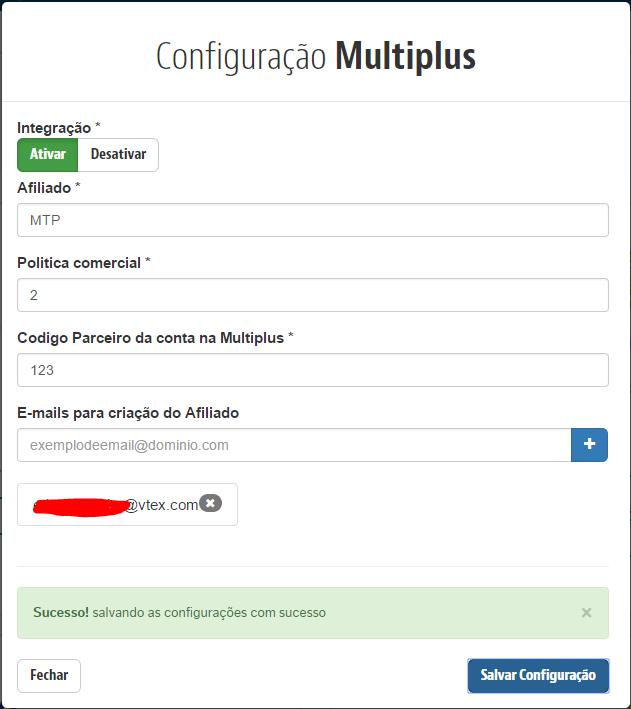 Configuração Multiplus
Integração *
Ativar Desativar
Afiliado *
MTP
Politica comercial *
2
Codigo Parceiro da conta na Multiplus *
123
E-mails para criação do Afiliado
exemplodeemail@dominio.com +
@vtex.com ×
Sucesso! salvando as configurações com sucesso ×
Fechar Salvar Configuração